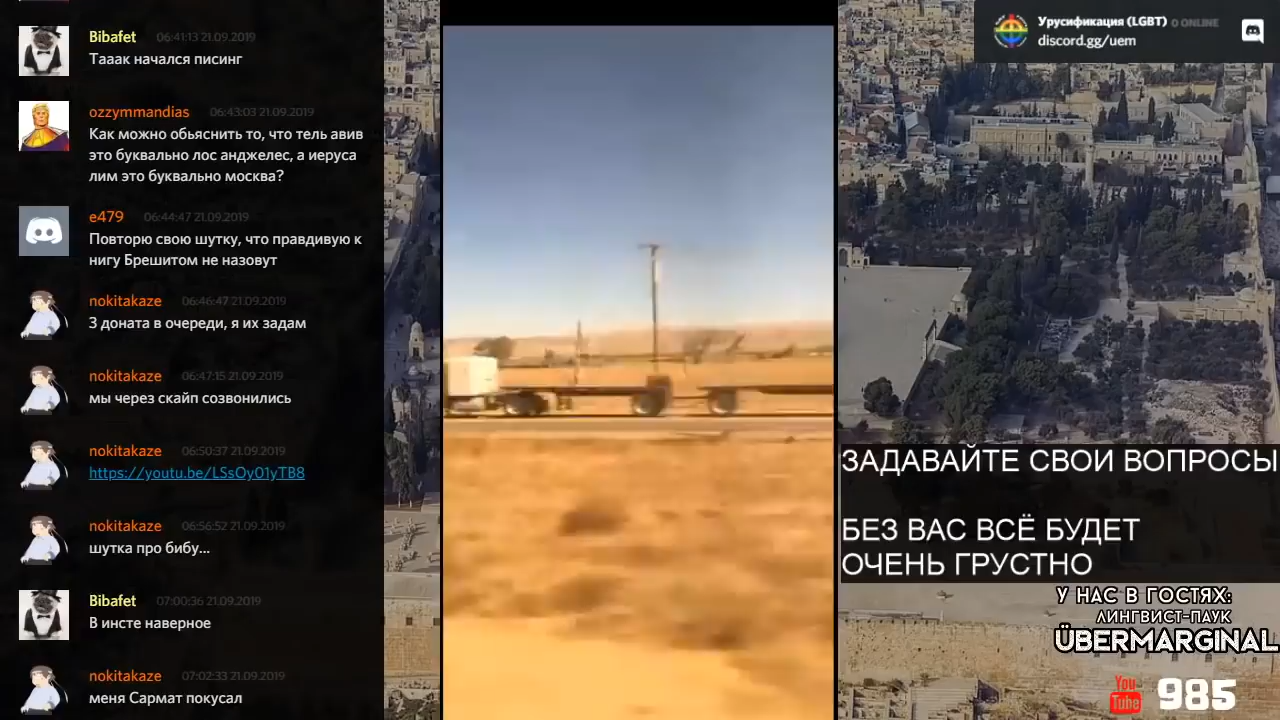 Bibafet 06:41:13 21.09.2019
Тааак начался писинг
ozzymmandias 06:43:03 21.09.2019
Как можно обьяснить то, что тель авив
это буквально лос анджелес, а иеруса
лим это буквально москва?
e479 06:44:47 21.09.2019
Повторю свою шутку, что правдивую к
нигу Брешитом не назовут
nokitakaze 06:46:47 21.09.2019
3 доната в очереди, я их задам
nokitakaze 06:47:15 21.09.2019
мы через скайп созвонились
nokitakaze 06:50:37 21.09.2019
https://youtu.be/LSsOy01yTB8
nokitakaze 06:56:52 21.09.2019
шутка про бибу...
Bibafet 07:00:36 21.09.2019
В инсте наверное
nokitakaze 07:02:33 21.09.2019
меня Сармат покусал
Урусификация (LGBT) 0 ONLINE
discord.gg/uem
ЗАДАВАЙТЕ СВОИ ВОПРОСЫ
БЕЗ ВАС ВСЁ БУДЕТ
ОЧЕНЬ ГРУСТНО
У НАС В ГОСТЯХ:
ЛИНГВИСТ-ПАУК
ÜBERMARGINAL
You
Tube
985